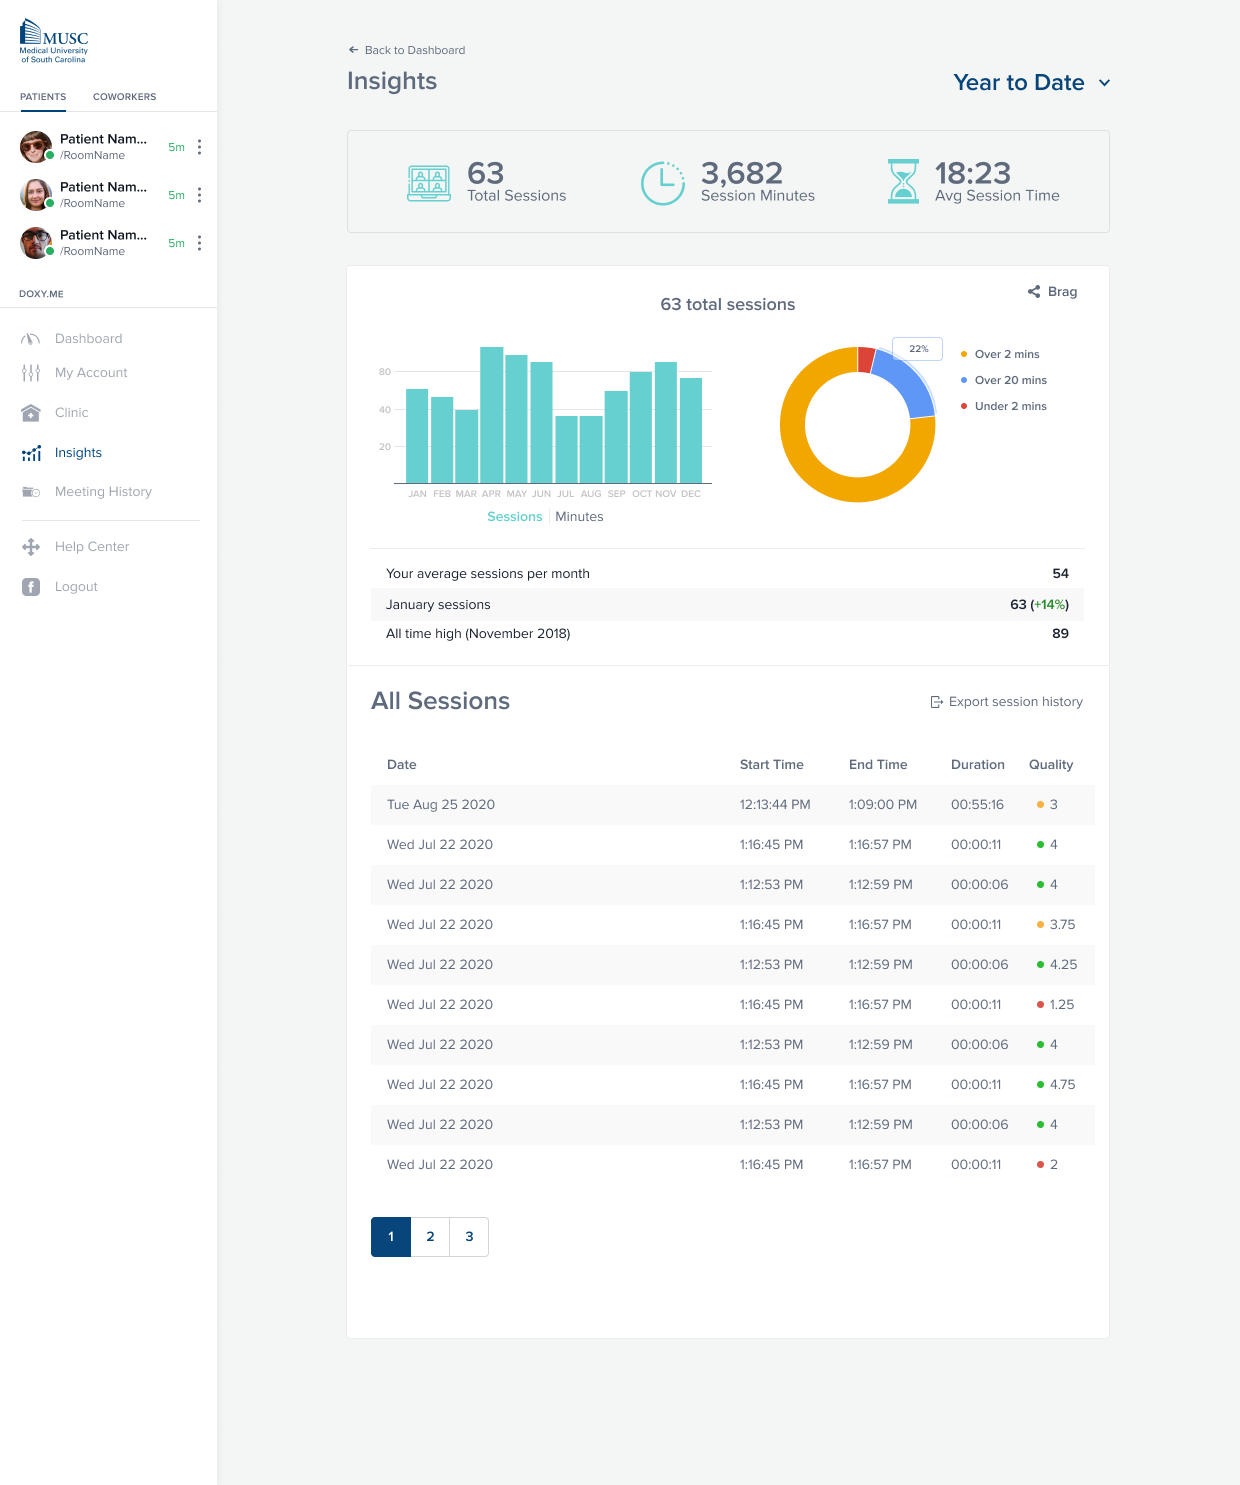 MUSC
Medical University
of South Carolina
PATIENTS COWORKERS
Patient Nam...
/RoomName
5m
Patient Nam...
/RoomName
5m
Patient Nam...
/RoomName
5m
DOXY.ME
Dashboard
My Account
Clinic
Insights
Meeting History
Help Center
Logout
Back to Dashboard
Insights
Year to Date
63
Total Sessions
3,682
Session Minutes
18:23
Avg Session Time
Brag
63 total sessions
80
40
20
JAN FEB MAR APR MAY JUN JUL AUG SEP OCT NOV DEC
Sessions Minutes
22%
Over 2 mins
Over 20 mins
Under 2 mins
Your average sessions per month 54
January sessions 63 (+14%)
All time high (November 2018) 89
All Sessions
Export session history
Date Start Time End Time Duration Quality
Tue Aug 25 2020 12:13:44 PM 1:09:00 PM 00:55:16 3
Wed Jul 22 2020 1:16:45 PM 1:16:57 PM 00:00:11 4
Wed Jul 22 2020 1:12:53 PM 1:12:59 PM 00:00:06 4
Wed Jul 22 2020 1:16:45 PM 1:16:57 PM 00:00:11 3.75
Wed Jul 22 2020 1:12:53 PM 1:12:59 PM 00:00:06 4.25
Wed Jul 22 2020 1:16:45 PM 1:16:57 PM 00:00:11 1.25
Wed Jul 22 2020 1:12:53 PM 1:12:59 PM 00:00:06 4
Wed Jul 22 2020 1:16:45 PM 1:16:57 PM 00:00:11 4.75
Wed Jul 22 2020 1:12:53 PM 1:12:59 PM 00:00:06 4
Wed Jul 22 2020 1:16:45 PM 1:16:57 PM 00:00:11 2
1 2 3